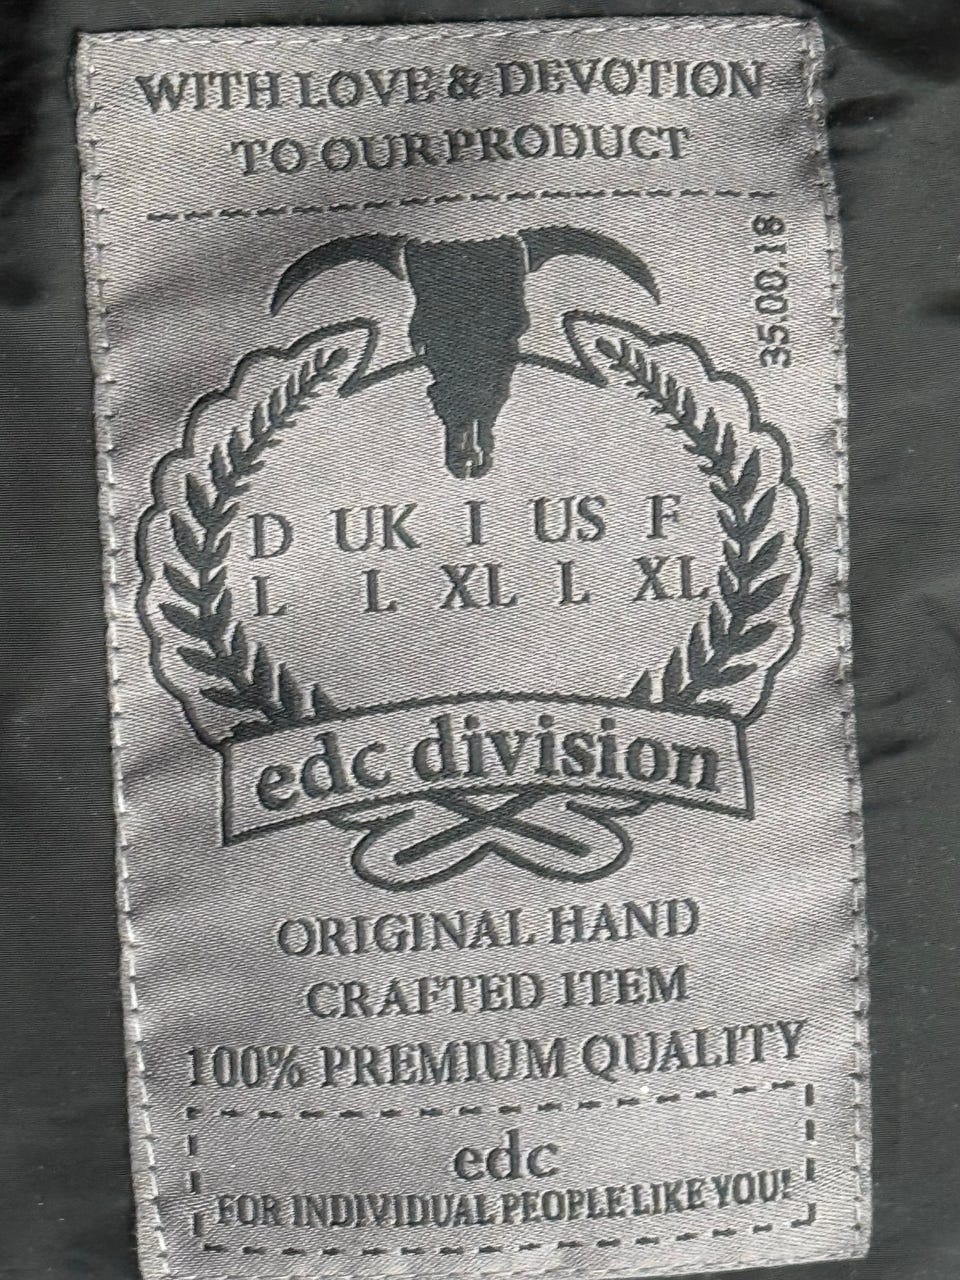 WITH LOVE & DEVOTION
TO OUR PRODUCT
35.00.18
D UK I US F
L L XL L XL
edc division
ORIGINAL HAND
CRAFTED ITEM
100% PREMIUM QUALITY
edc
FOR INDIVIDUAL PEOPLE LIKE YOU!